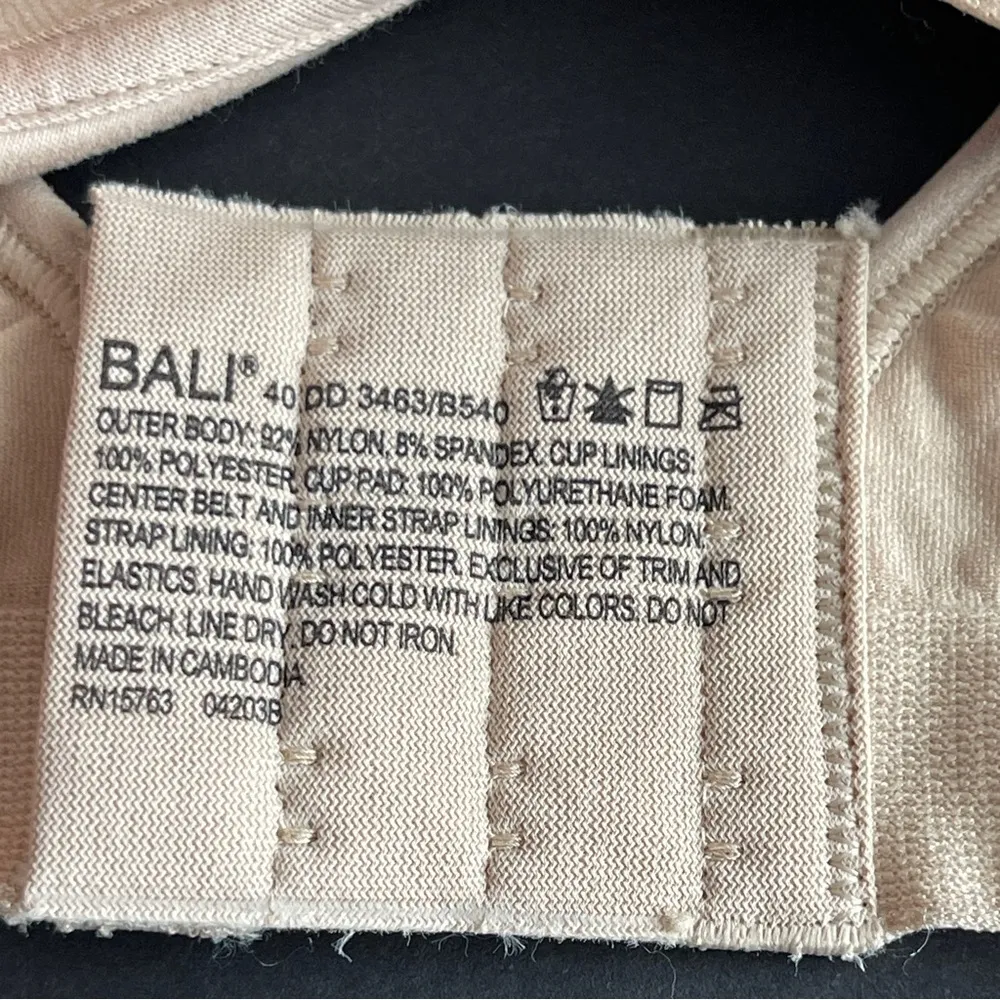 BALI® 40 DD 3463/B540
OUTER BODY: 92% NYLON, 8% SPANDEX. CUP LININGS:
100% POLYESTER. CUP PAD: 100% POLYURETHANE FOAM.
CENTER BELT AND INNER STRAP LININGS: 100% NYLON.
STRAP LINING: 100% POLYESTER. EXCLUSIVE OF TRIM AND
ELASTICS. HAND WASH COLD WITH LIKE COLORS. DO NOT
BLEACH. LINE DRY. DO NOT IRON.
MADE IN CAMBODIA
RN15763 04203B